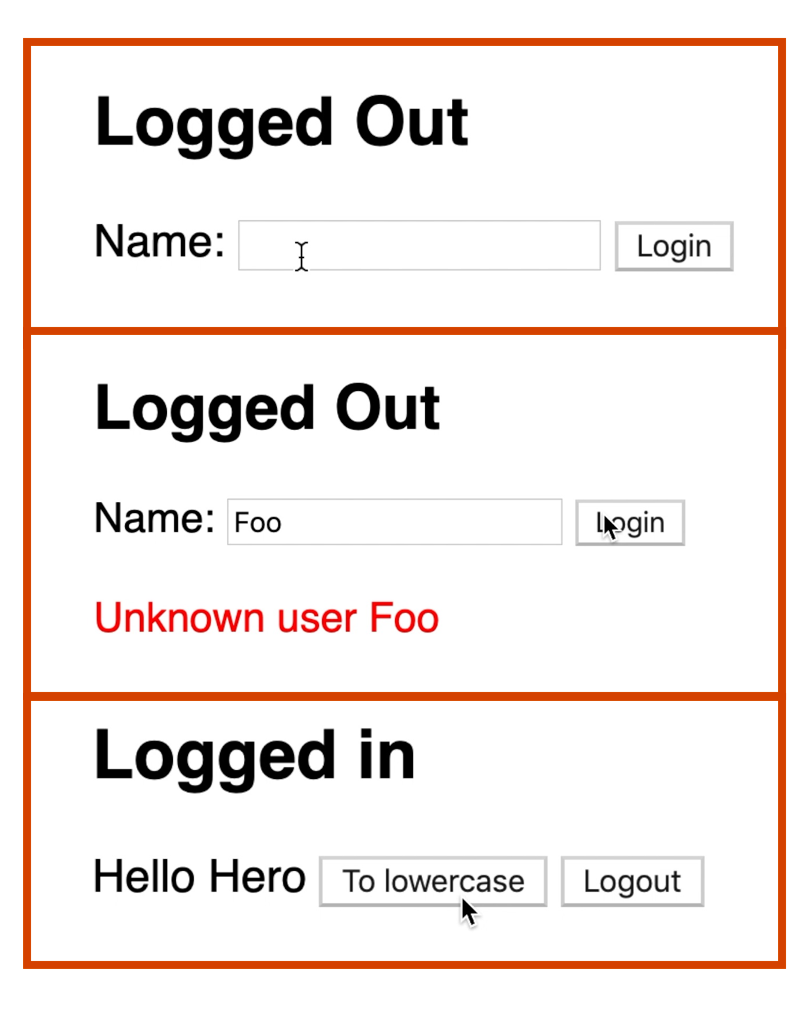 Logged Out
Name: Login
Logged Out
Name: Foo Login
Unknown user Foo
Logged in
Hello Hero To lowercase Logout